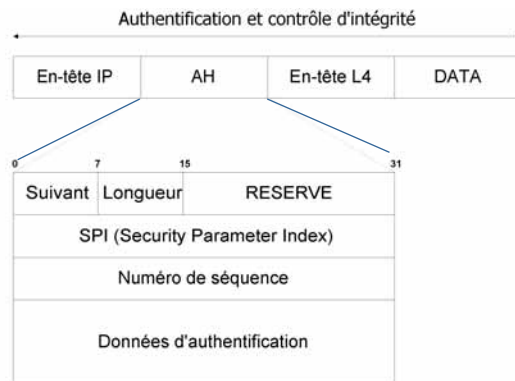 Authentification et contrôle d'intégrité
En-tête IP AH En-tête L4 DATA
0 7 15 31
Suivant Longueur RESERVE
SPI (Security Parameter Index)
Numéro de séquence
Données d'authentification